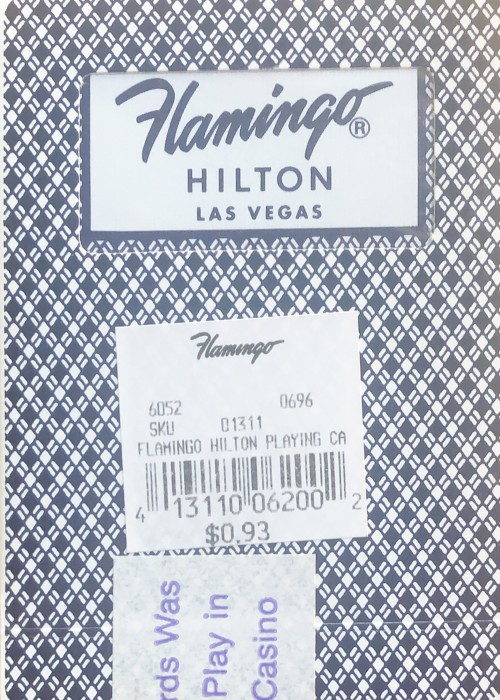 Flamingo®
HILTON
LAS VEGAS
Flamingo
6052 0696
SKU 01311
FLAMINGO HILTON PLAYING CA
4 13110 06200 2
$0.93
rds Was
Play in
Casino